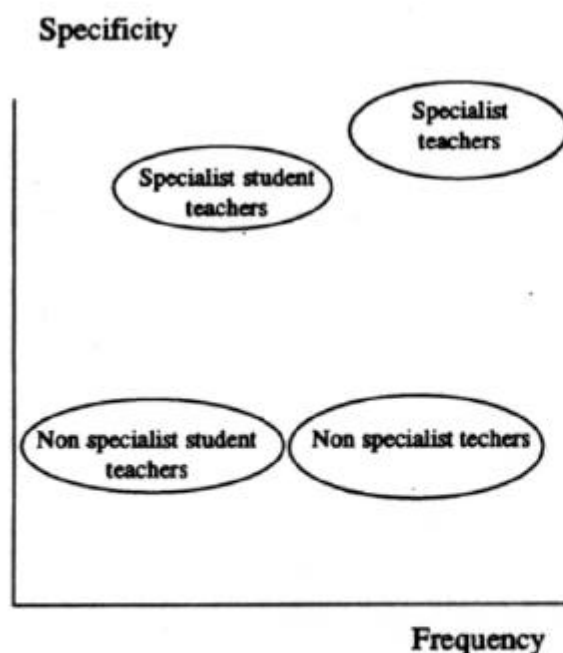 Specificity
Specialist
teachers
Specialist student
teachers
Non specialist student
teachers
Non specialist techers
Frequency